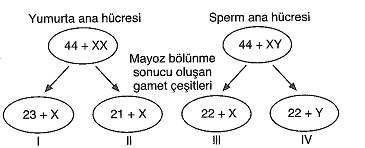 Yumurta ana hücresi
Sperm ana hücresi
44 + XX
44 + XY
Mayoz bölünme
sonucu oluşan
gamet çeşitleri
23 + X
21 + X
22 + X
22 + Y
I
II
III
IV